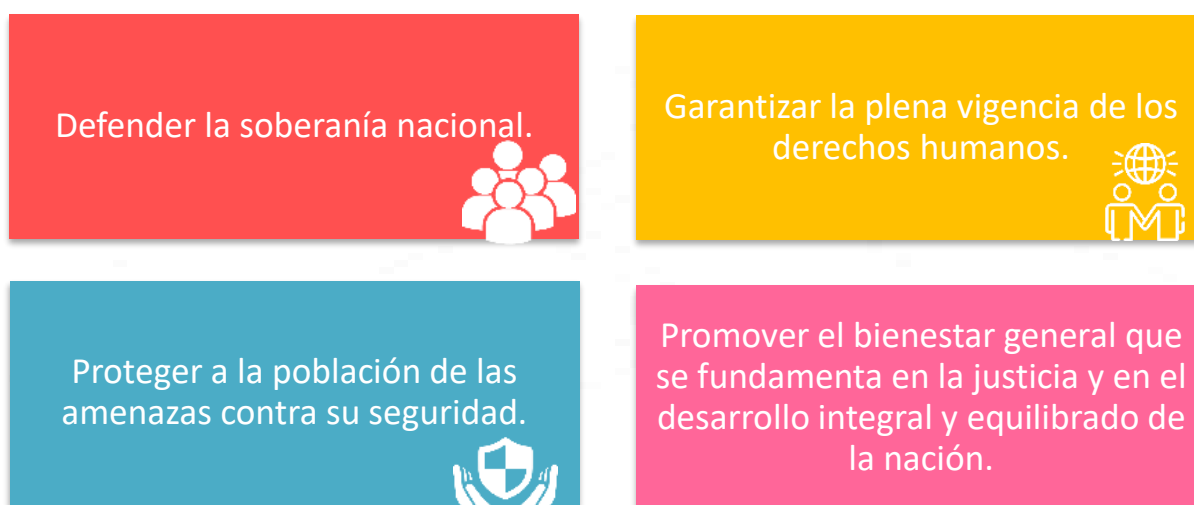 Defender la soberanía nacional.
Garantizar la plena vigencia de los
derechos humanos.
Proteger a la población de las
amenazas contra su seguridad.
Promover el bienestar general que
se fundamenta en la justicia y en el
desarrollo integral y equilibrado de
la nación.